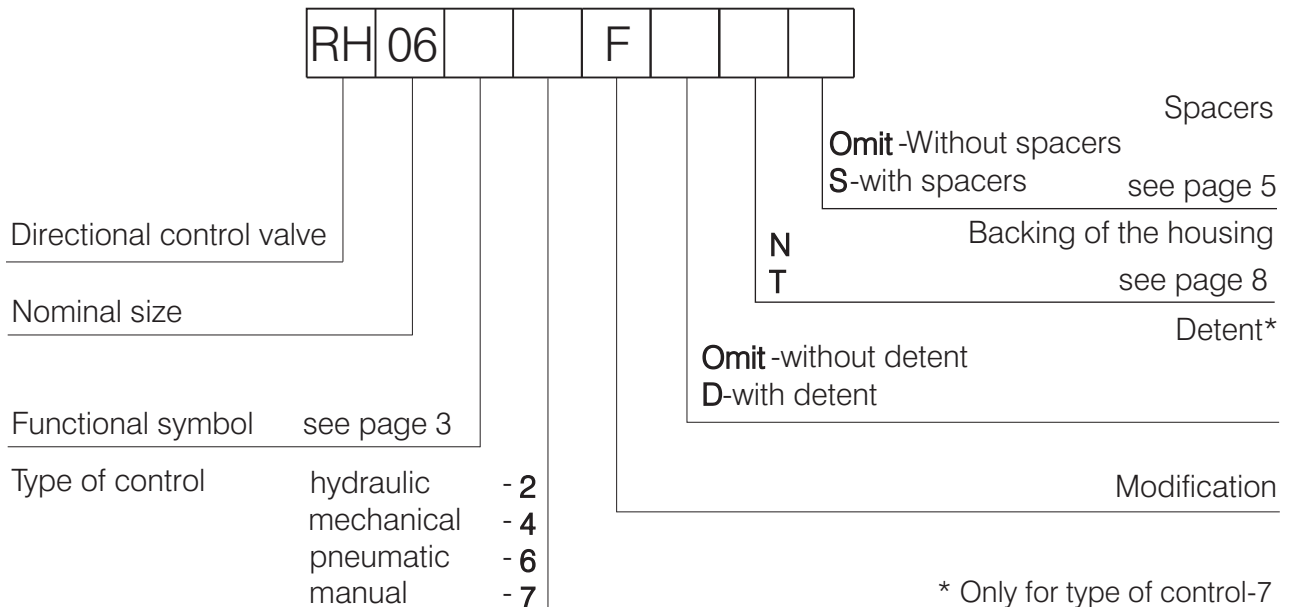 RH 06 F
Spacers
Omit -Without spacers
S-with spacers see page 5
Directional control valve
N Backing of the housing
T see page 8
Nominal size
Detent*
Omit -without detent
D-with detent
Functional symbol see page 3
Type of control hydraulic - 2
Modification
mechanical - 4
pneumatic - 6
manual - 7
* Only for type of control-7